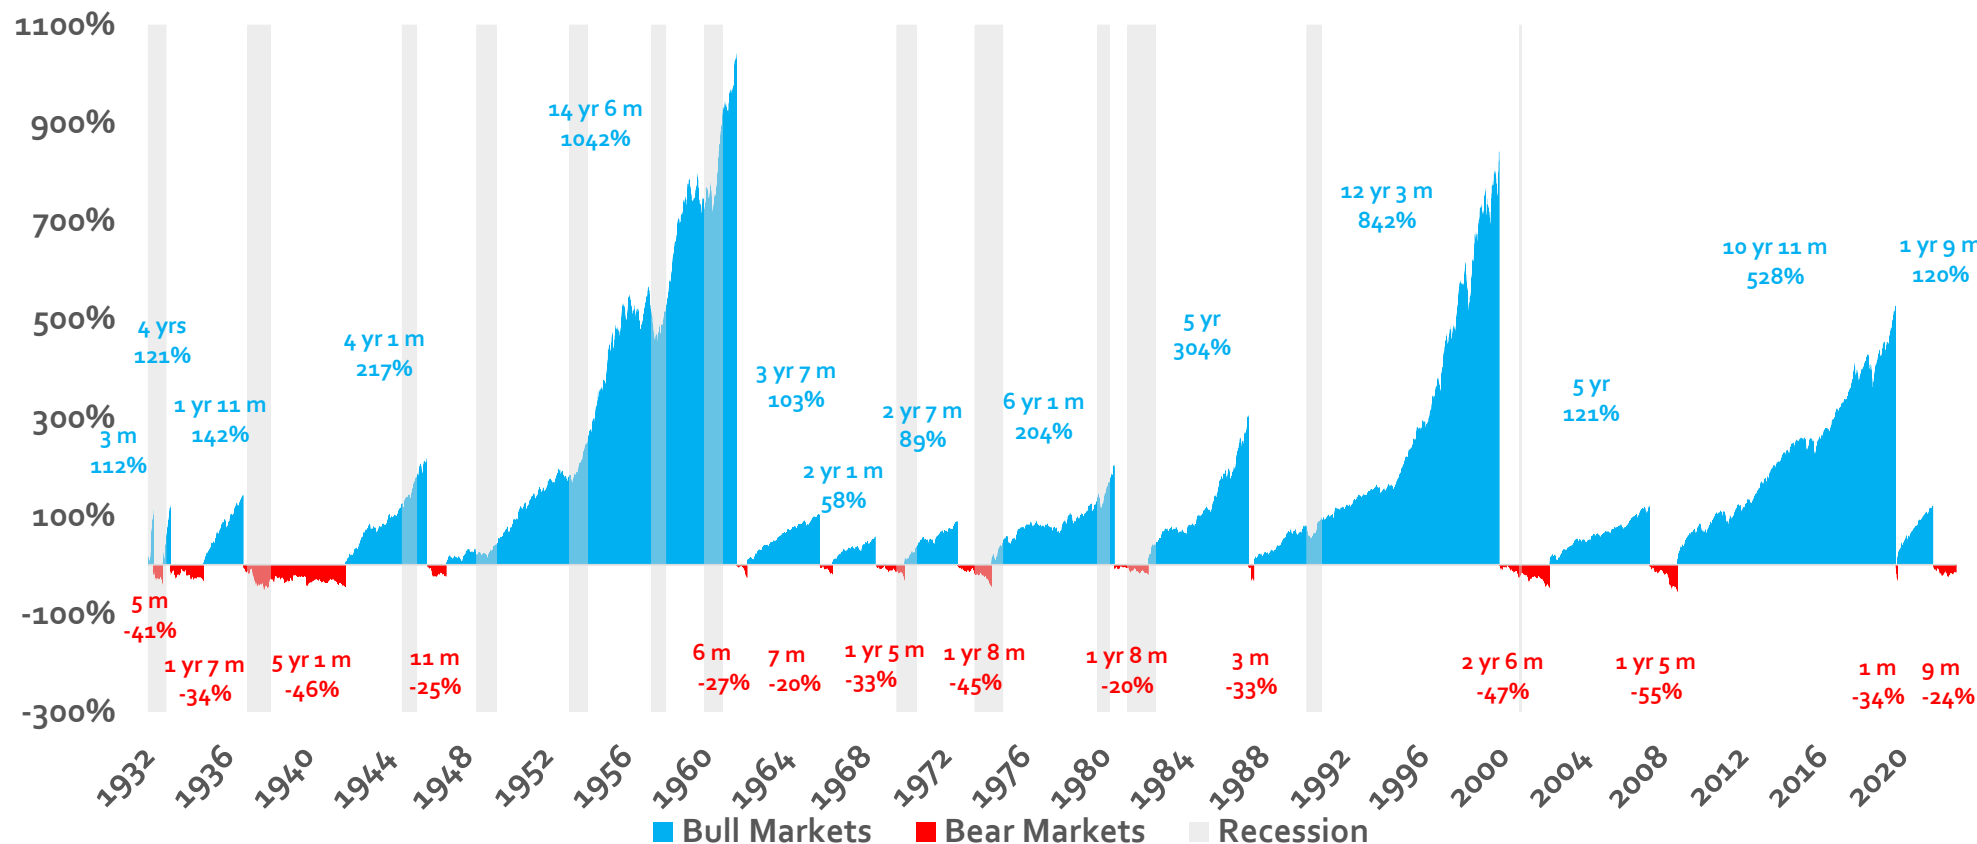 1100%
900%
700%
500%
300%
100%
-100%
-300%
3 m
112%
4 yrs
121%
1 yr 11 m
142%
4 yr 1 m
217%
14 yr 6 m
1042%
3 yr 7 m
103%
2 yr 1 m
58%
2 yr 7 m
89%
6 yr 1 m
204%
5 yr
304%
12 yr 3 m
842%
5 yr
121%
10 yr 11 m
528%
1 yr 9 m
120%
5 m
-41%
1 yr 7 m
-34%
5 yr 1 m
-46%
11 m
-25%
6 m
-27%
7 m
-20%
1 yr 5 m
-33%
1 yr 8 m
-45%
1 yr 8 m
-20%
3 m
-33%
2 yr 6 m
-47%
1 yr 5 m
-55%
1 m
-34%
9 m
-24%
1932
1936
1940
1944
1948
1952
1956
1960
1964
1968
1972
1976
1980
1984
1988
1992
1996
2000
2004
2008
2012
2016
2020
Bull Markets
Bear Markets
Recession